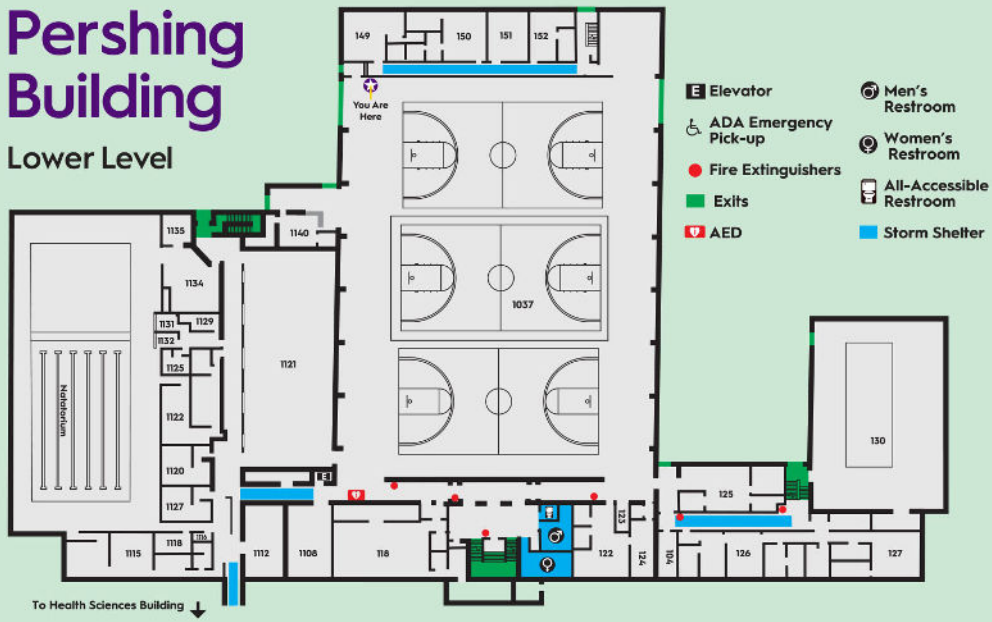 Pershing
Building
Lower Level
149
150
151
152
You Are
Here
E Elevator
ADA Emergency
Pick-up
Fire Extinguishers
Exits
AED
Men's
Restroom
Women's
Restroom
All-Accessible
Restroom
Storm Shelter
1135
1140
1134
1131
1129
1132
1125
1122
1120
1127
1121
1037
Natatorium
130
E
125
123
1115
1118
1116
1112
1108
118
122
124
104
126
127
To Health Sciences Building